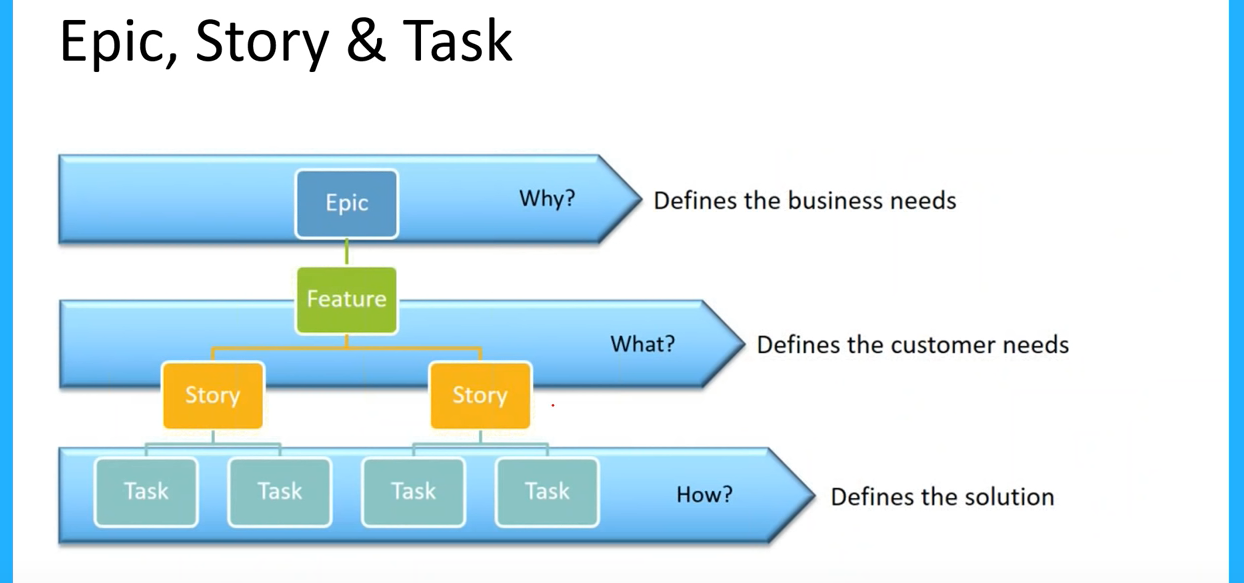 Epic, Story & Task
Epic
Why?
Defines the business needs
Feature
What?
Defines the customer needs
Story
Story
Task
Task
Task
Task
How?
Defines the solution